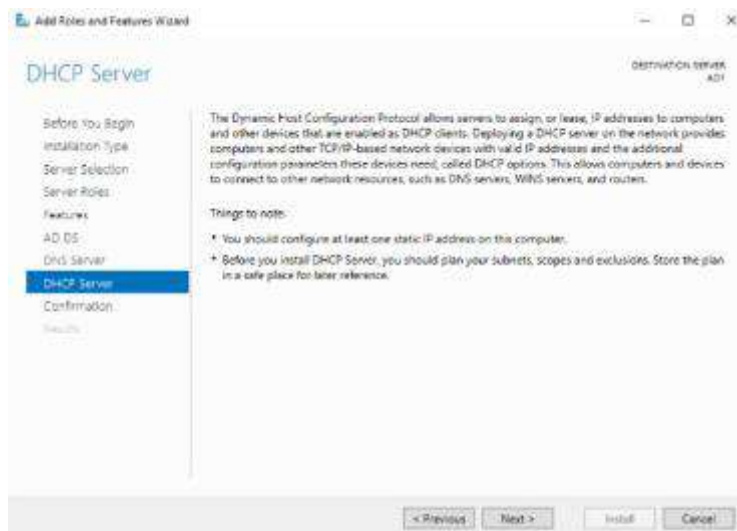 Add Roles and Features Wizard
DHCP Server
DESTINATION SERVER
AD1
Before You Begin
Installation Type
Server Selection
Server Roles
Features
AD DS
DNS Server
DHCP Server
Confirmation
Results
The Dynamic Host Configuration Protocol allows servers to assign, or lease, IP addresses to computers
and other devices that are enabled as DHCP clients. Deploying a DHCP server on the network provides
computers and other TCP/IP-based network devices with valid IP addresses and the additional
configuration parameters these devices need, called DHCP options. This allows computers and devices
to connect to other network resources, such as DNS servers, WINS servers, and routers.
Things to note:
• You should configure at least one static IP address on this computer.
• Before you install DHCP Server, you should plan your subnets, scopes and exclusions. Store the plan
in a safe place for later reference.
< Previous
Next >
Install
Cancel